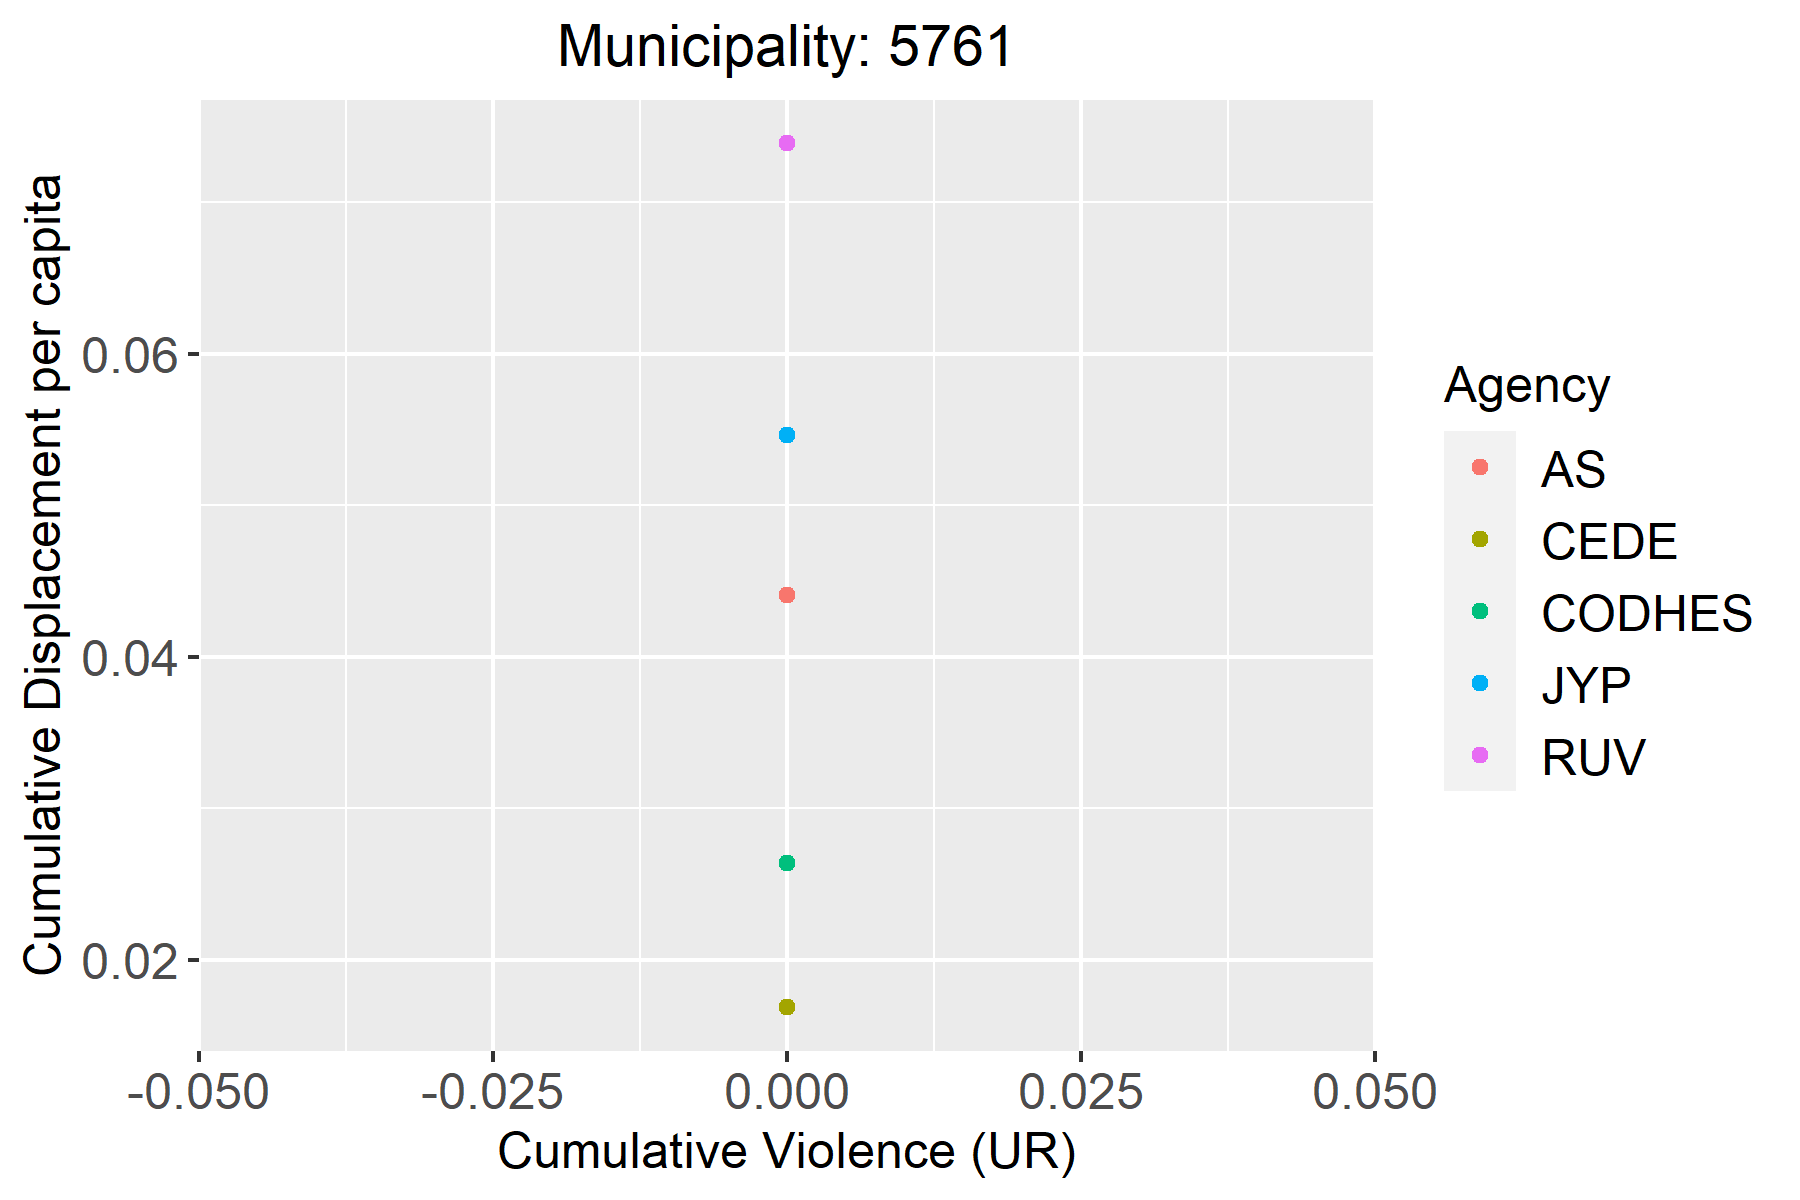 Municipality: 5761
Cumulative Displacement per capita
0.06
0.04
0.02
-0.050
-0.025
0.000
0.025
0.050
Cumulative Violence (UR)
Agency
AS
CEDE
CODHES
JYP
RUV